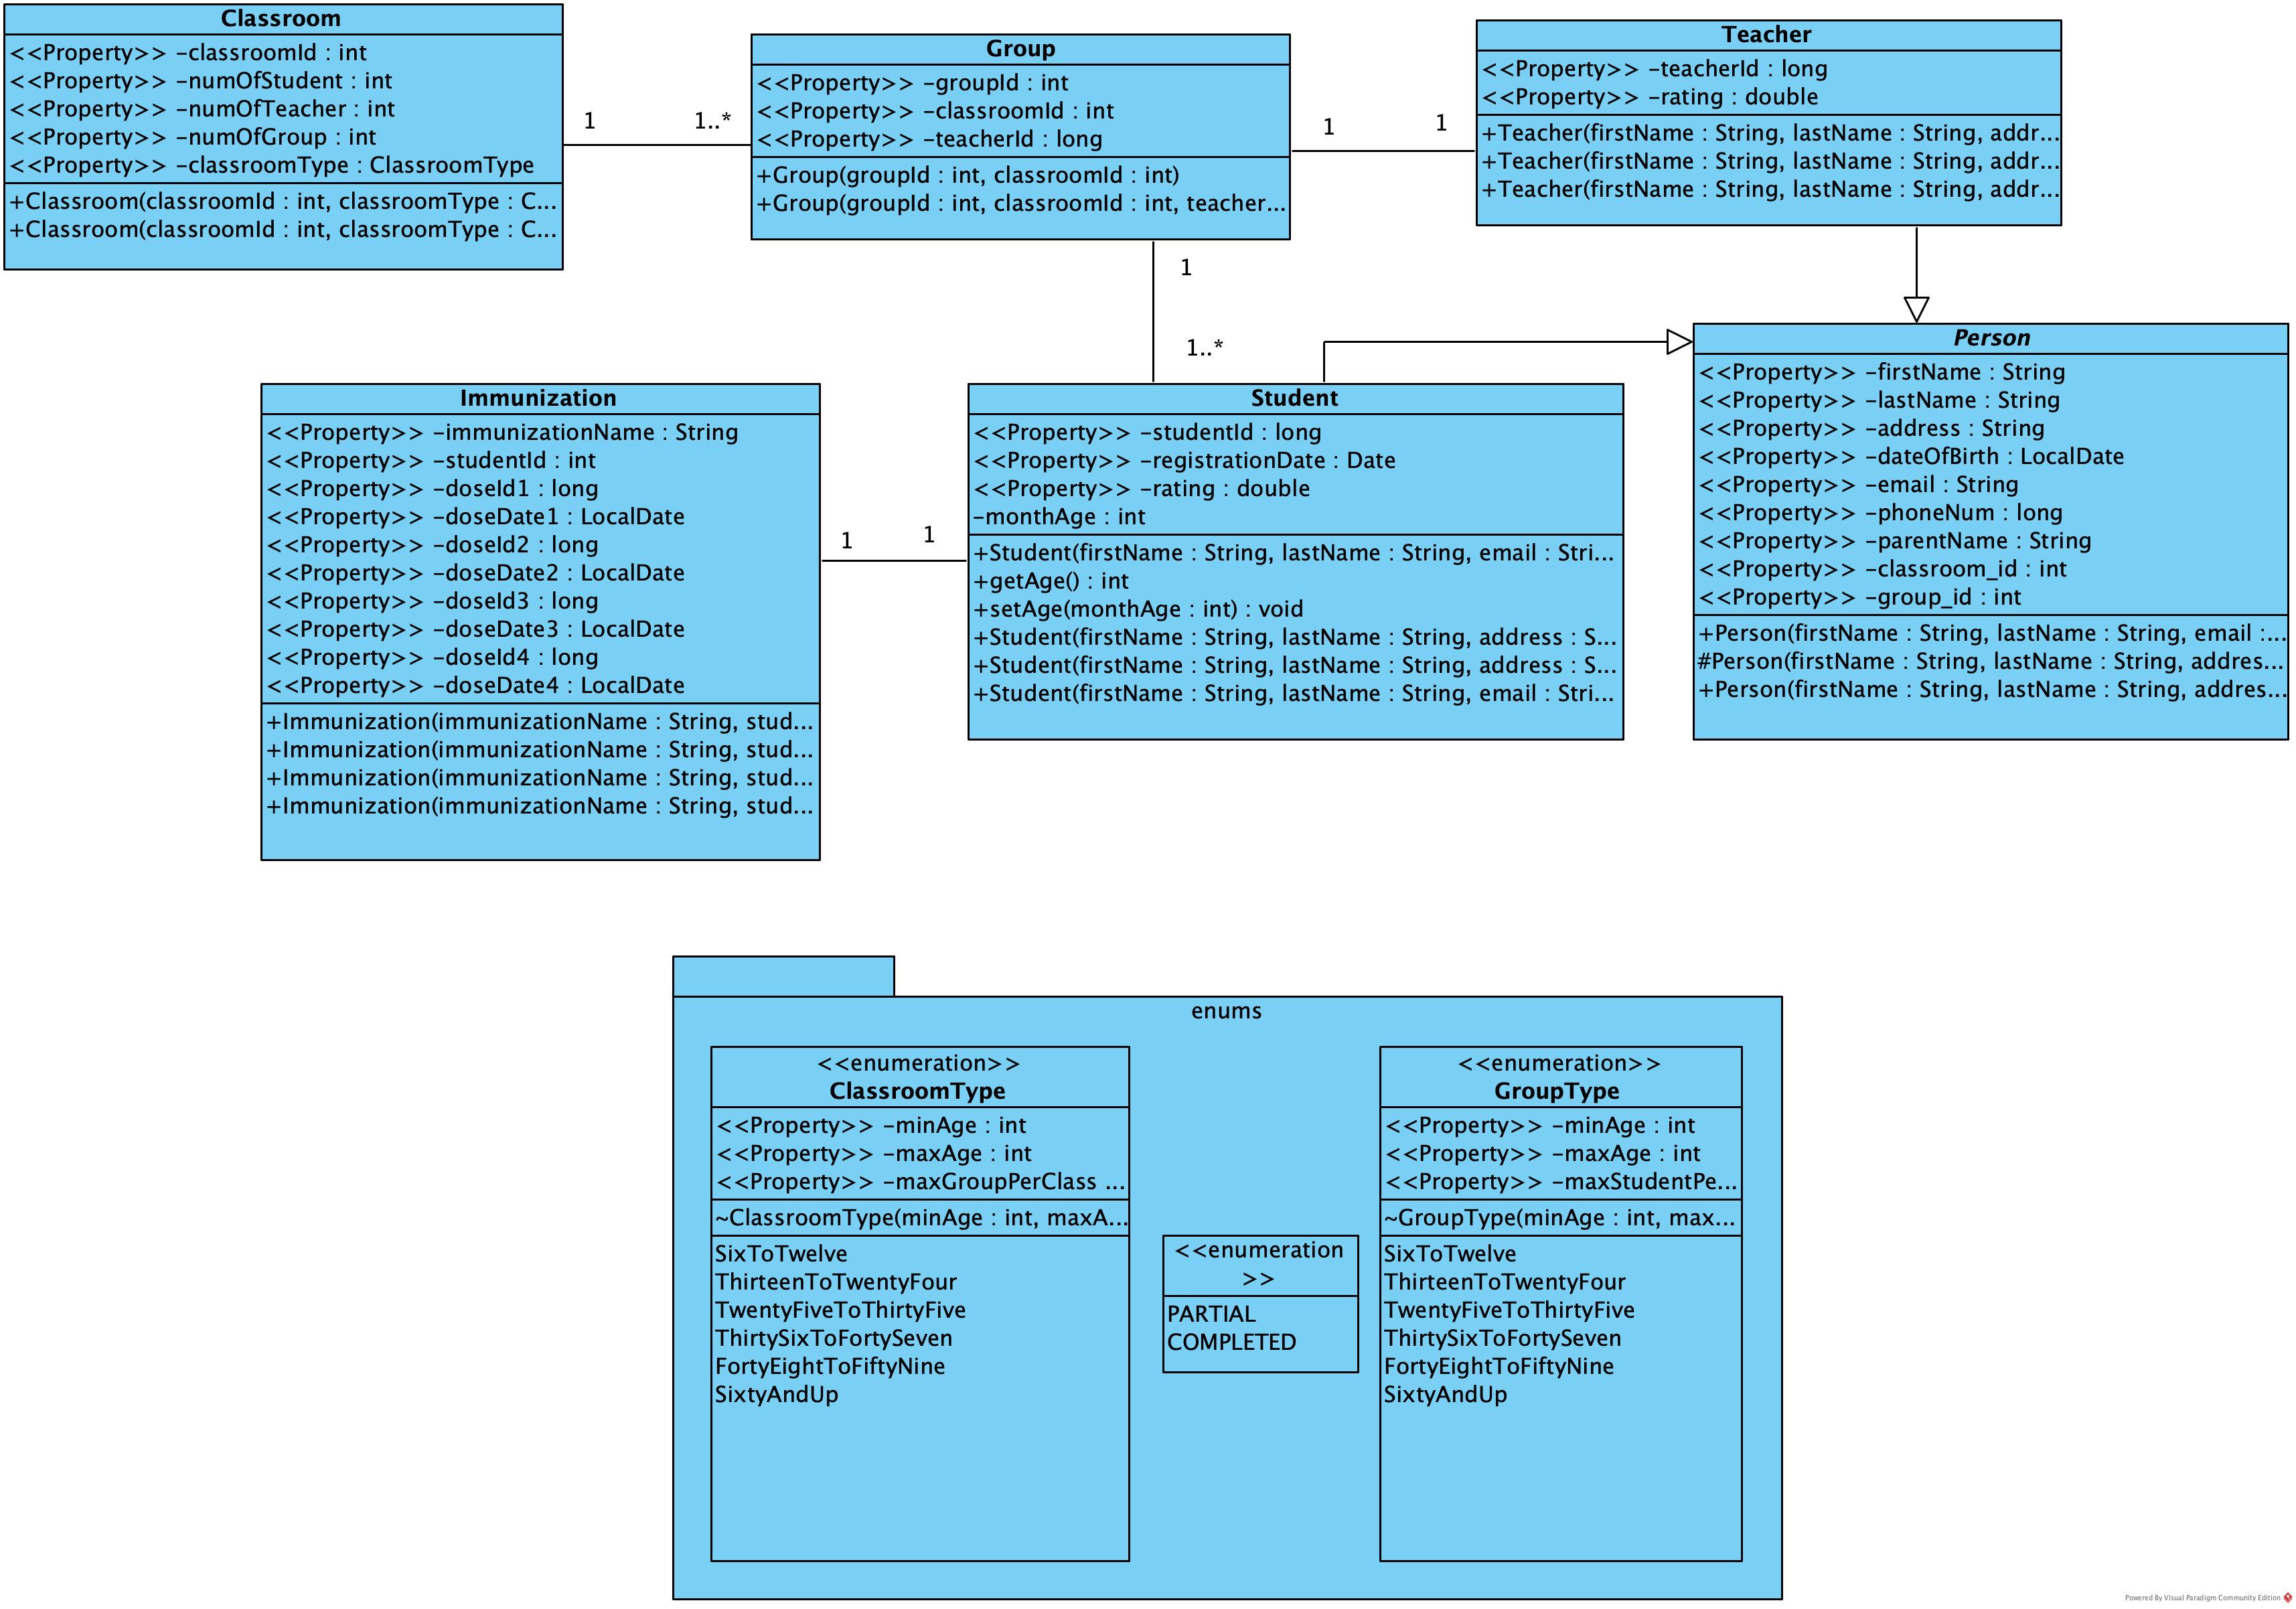 Classroom
<<Property>> -classroomId : int
<<Property>> -numOfStudent : int
<<Property>> -numOfTeacher : int
<<Property>> -numOfGroup : int
<<Property>> -classroomType : ClassroomType
+Classroom(classroomId : int, classroomType : C...
+Classroom(classroomId : int, classroomType : C...
1
1..*
Group
<<Property>> -groupId : int
<<Property>> -classroomId : int
<<Property>> -teacherId : long
+Group(groupId : int, classroomId : int)
+Group(groupId : int, classroomId : int, teacher...
1
1
Teacher
<<Property>> -teacherId : long
<<Property>> -rating : double
+Teacher(firstName : String, lastName : String, addr...
+Teacher(firstName : String, lastName : String, addr...
+Teacher(firstName : String, lastName : String, addr...
1
1..*
Immunization
<<Property>> -immunizationName : String
<<Property>> -studentId : int
<<Property>> -doseId1 : long
<<Property>> -doseDate1 : LocalDate
<<Property>> -doseId2 : long
<<Property>> -doseDate2 : LocalDate
<<Property>> -doseId3 : long
<<Property>> -doseDate3 : LocalDate
<<Property>> -doseId4 : long
<<Property>> -doseDate4 : LocalDate
+Immunization(immunizationName : String, stud...
+Immunization(immunizationName : String, stud...
+Immunization(immunizationName : String, stud...
+Immunization(immunizationName : String, stud...
1
1
Student
<<Property>> -studentId : long
<<Property>> -registrationDate : Date
<<Property>> -rating : double
-monthAge : int
+Student(firstName : String, lastName : String, email : Stri...
+getAge() : int
+setAge(monthAge : int) : void
+Student(firstName : String, lastName : String, address : S...
+Student(firstName : String, lastName : String, address : S...
+Student(firstName : String, lastName : String, email : Stri...
Person
<<Property>> -firstName : String
<<Property>> -lastName : String
<<Property>> -address : String
<<Property>> -dateOfBirth : LocalDate
<<Property>> -email : String
<<Property>> -phoneNum : long
<<Property>> -parentName : String
<<Property>> -classroom_id : int
<<Property>> -group_id : int
+Person(firstName : String, lastName : String, email :...
#Person(firstName : String, lastName : String, addres...
+Person(firstName : String, lastName : String, addres...
enums
<<enumeration>>
ClassroomType
<<Property>> -minAge : int
<<Property>> -maxAge : int
<<Property>> -maxGroupPerClass ...
~ClassroomType(minAge : int, maxA...
SixToTwelve
ThirteenToTwentyFour
TwentyFiveToThirtyFive
ThirtySixToFortySeven
FortyEightToFiftyNine
SixtyAndUp
<<enumeration
>>
PARTIAL
COMPLETED
<<enumeration>>
GroupType
<<Property>> -minAge : int
<<Property>> -maxAge : int
<<Property>> -maxStudentPe...
~GroupType(minAge : int, max...
SixToTwelve
ThirteenToTwentyFour
TwentyFiveToThirtyFive
ThirtySixToFortySeven
FortyEightToFiftyNine
SixtyAndUp
Powered By Visual Paradigm Community Edition